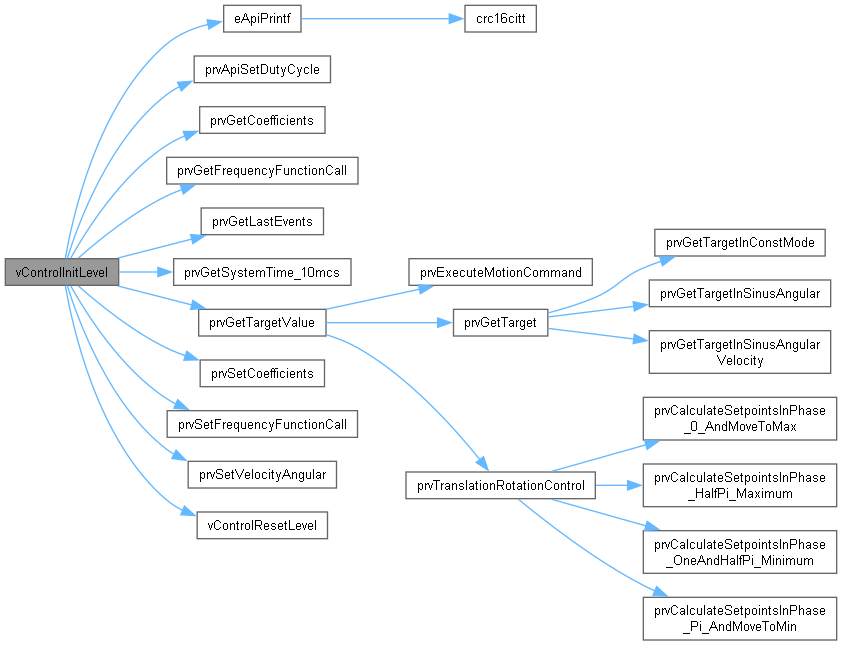 eApiPrintf
crc16citt
prvApiSetDutyCycle
prvGetCoefficients
prvGetFrequencyFunctionCall
prvGetLastEvents
vControlInitLevel
prvGetSystemTime_10mcs
prvGetTargetValue
prvExecuteMotionCommand
prvGetTarget
prvGetTargetInConstMode
prvGetTargetInSinusAngular
prvGetTargetInSinusAngular
Velocity
prvSetCoefficients
prvSetFrequencyFunctionCall
prvSetVelocityAngular
vControlResetLevel
prvTranslationRotationControl
prvCalculateSetpointsInPhase
_0_AndMoveToMax
prvCalculateSetpointsInPhase
_HalfPi_Maximum
prvCalculateSetpointsInPhase
_OneAndHalfPi_Minimum
prvCalculateSetpointsInPhase
_Pi_AndMoveToMin